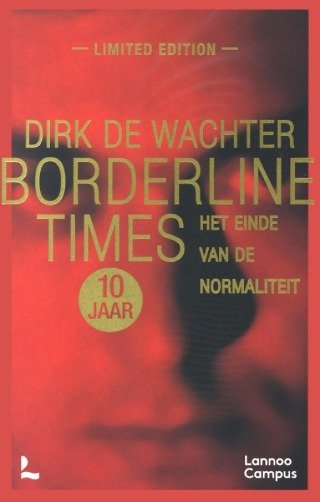 — LIMITED EDITION —
DIRK DE WACHTER
BORDERLINE
TIMES
HET EINDE
VAN DE
NORMALITEIT
10
JAAR
L
Lannoo
Campus